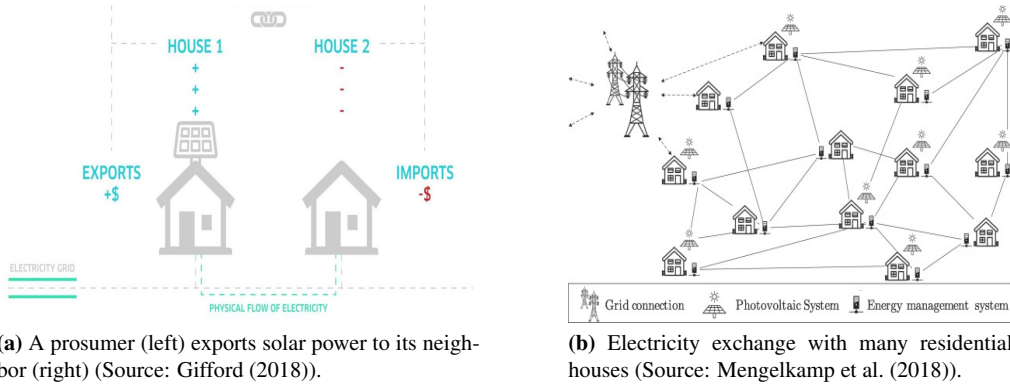 HOUSE 1
HOUSE 2
+
-
+
-
+
-
EXPORTS
+$
IMPORTS
-$
ELECTRICITY GRID
PHYSICAL FLOW OF ELECTRICITY
(a) A prosumer (left) exports solar power to its neigh-
bor (right) (Source: Gifford (2018)).
Grid connection
Photovoltaic System
Energy management system
(b) Electricity exchange with many residential
houses (Source: Mengelkamp et al. (2018)).